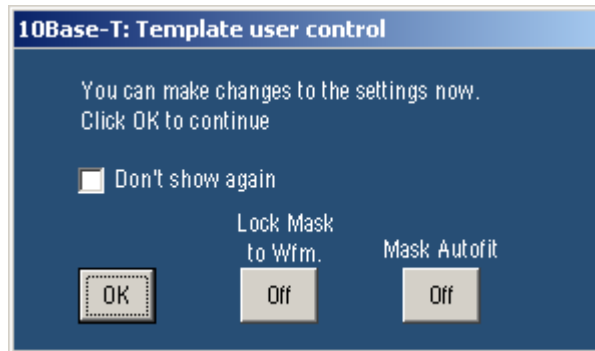 10Base-T: Template user control
You can make changes to the settings now.
Click OK to continue
Don't show again
Lock Mask
to Wfm.
Mask Autofit
OK
Off
Off